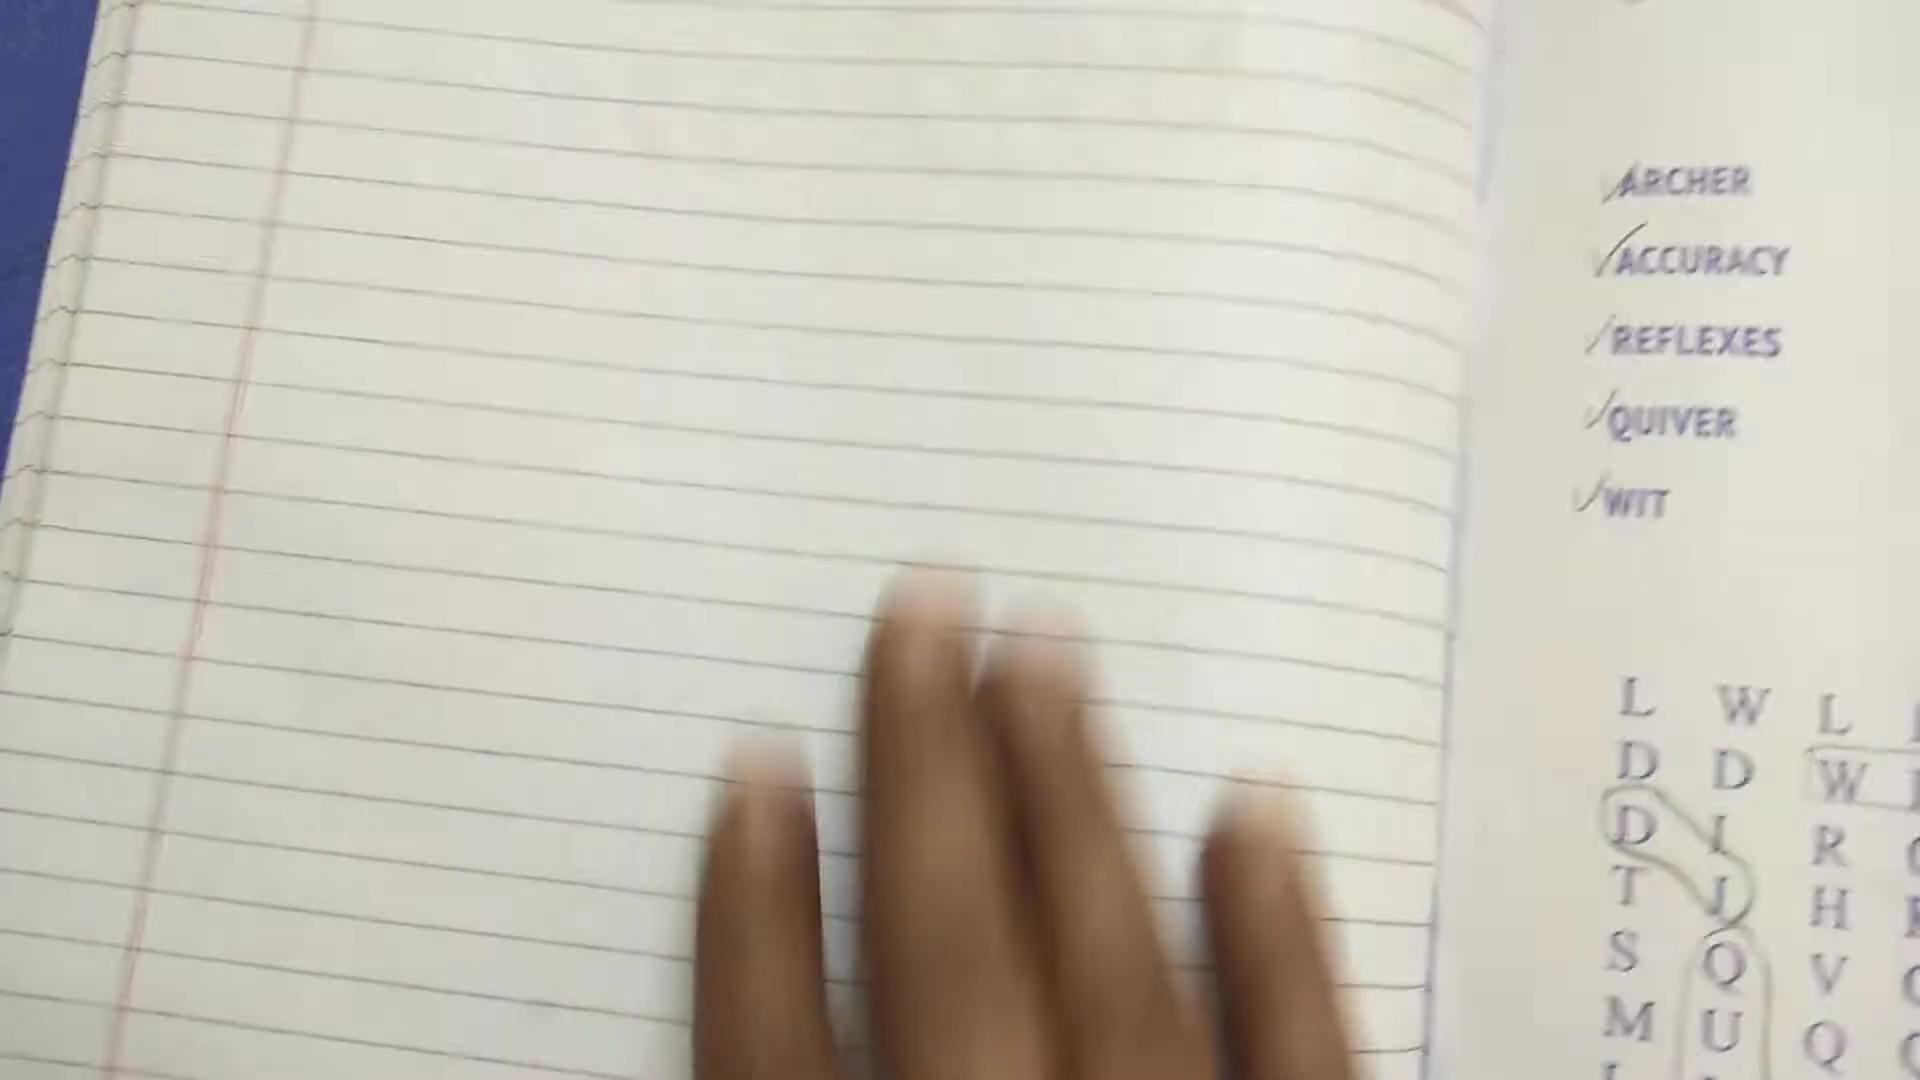 ARCHER
ACCURACY
REFLEXES
QUIVER
WIT
L W L
D D W
D I R
T I H
S Q V
M U Q